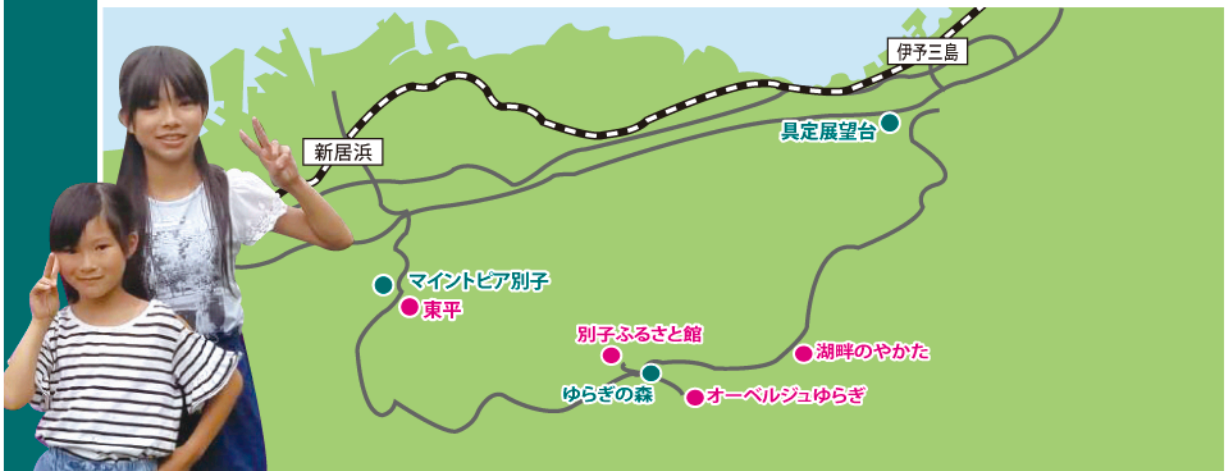 伊予三島
具定展望台
新居浜
マイントピア別子
東平
別子ふるさと館
湖畔のやかた
ゆらぎの森
オーベルジュゆらぎ